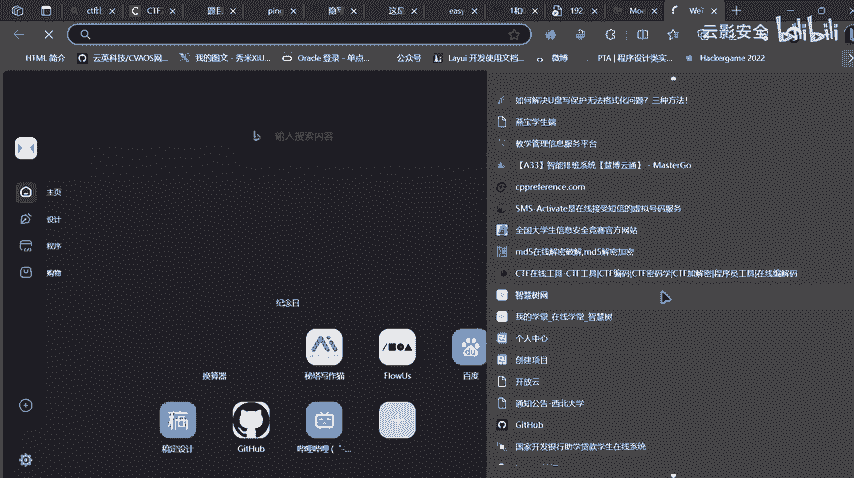 ctf
CTF
题目
ping
隐写
这是
easy
1和
192.
We7
云影安全 bilibili
HTML 简介
云英科技/CVAOS网...
我的图文 - 秀米XIU...
Oracle 登录 - 单点...
公众号
Layui 开发使用文档...
微博
PTA | 程序设计类实...
Hackergame 2022
如何解决U盘写保护无法格式化问题？三种方法！
燕宝学生端
教学管理信息服务平台
【A33】智能排班系统【慧博云通】 - MasterGo
cppreference.com
SMS-Activate是在线接受短信的虚拟号码服务
全国大学生信息安全竞赛官方网站
md5在线解密破解,md5解密加密
CTF在线工具-CTF工具|CTF编码|CTF密码学|CTF加解密|程序员工具|在线编解码
智慧树网
我的学堂_在线学堂_智慧树
个人中心
创建项目
开放云
通知公告-西北大学
GitHub
国家开发银行助学贷款学生在线系统
输入搜索内容
主页
设计
程序
购物
纪念日
换算器
秘塔写作猫
FlowUs
百度
稿
稿定设计
GitHub
哔哩哔哩 ( ゜-...